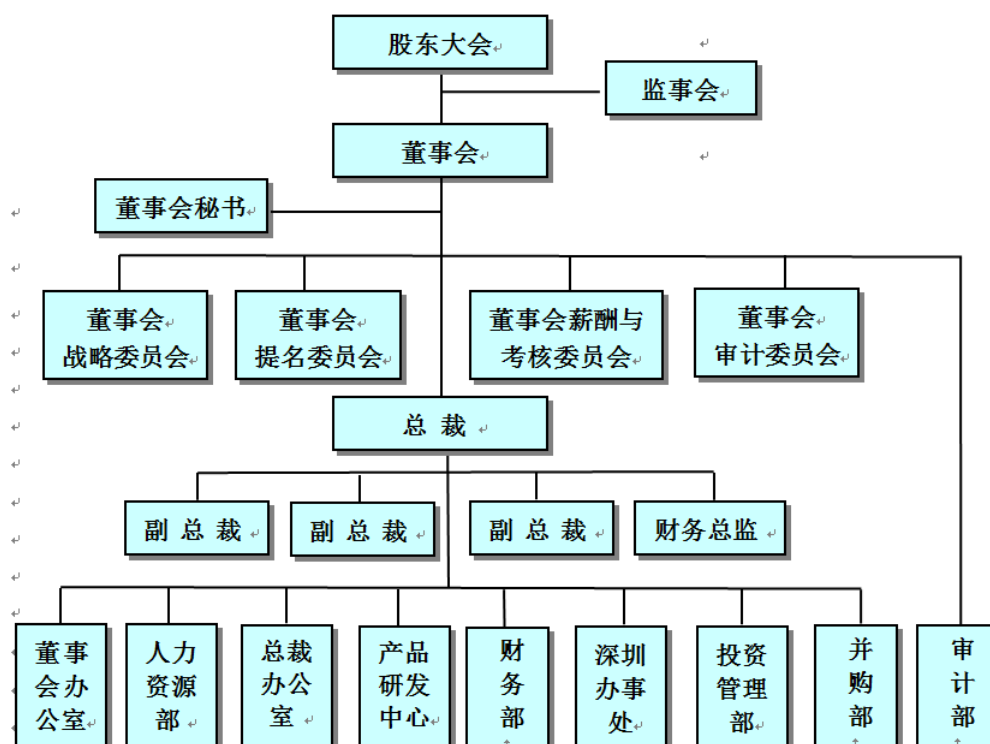 股东大会
监事会
董事会
董事会秘书
董事会
战略委员会
董事会
提名委员会
董事会薪酬与
考核委员会
董事会
审计委员会
总 裁
副 总 裁
副 总 裁
副 总 裁
财务总监
董事
会办
公室
人力
资源
部
总裁
办公
室
产品
研发
中心
财
务
部
深圳
办事
处
投资
管理
部
并
购
部
审
计
部